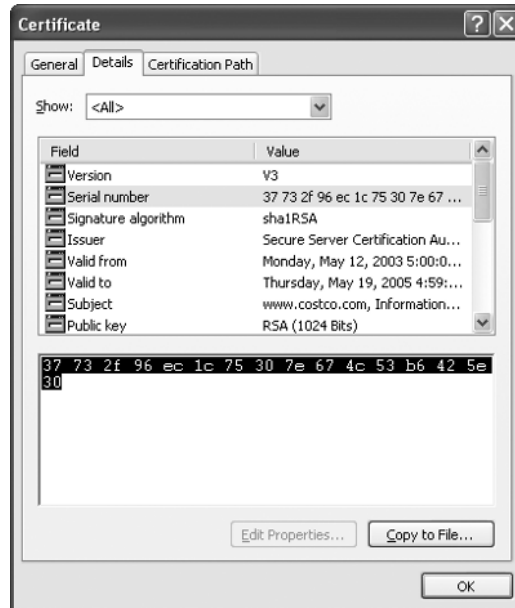 Certificate
General Details Certification Path
Show: <All>
Field Value
Version V3
Serial number 37 73 2f 96 ec 1c 75 30 7e 67 ...
Signature algorithm sha1RSA
Issuer Secure Server Certification Au...
Valid from Monday, May 12, 2003 5:00:0...
Valid to Thursday, May 19, 2005 4:59:...
Subject www.costco.com, Information...
Public key RSA (1024 Bits)
37 73 2f 96 ec 1c 75 30 7e 67 4c 53 b6 42 5e
30
Edit Properties... Copy to File...
OK